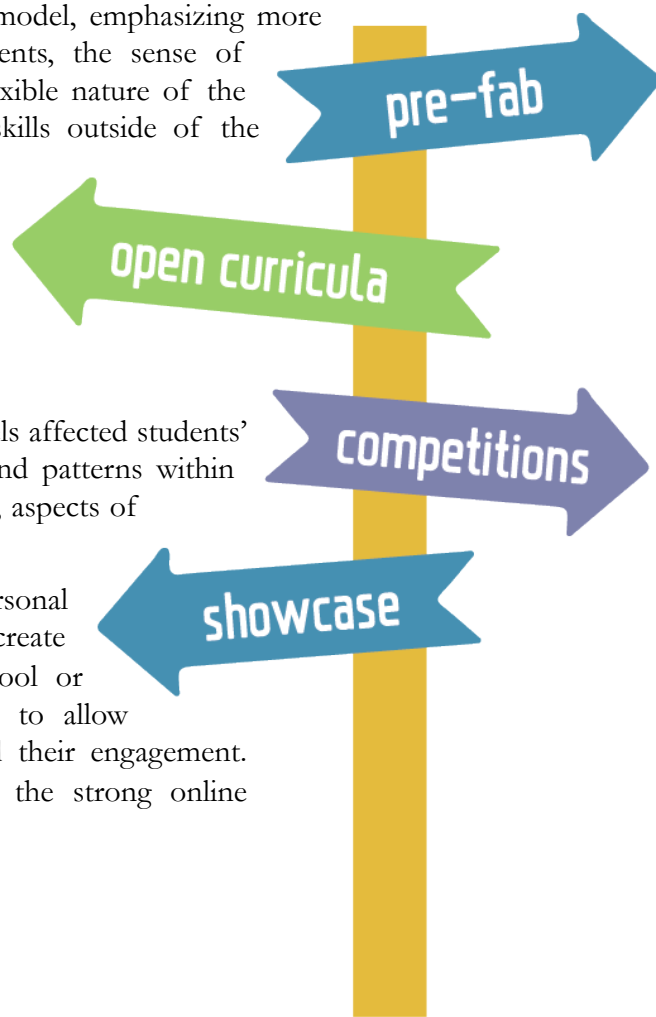 model, emphasizing more
ents, the sense of
xible nature of the
skills outside of the
pre-fab
open curricula
ls affected students’
nd patterns within
, aspects of
competitions
rsonal
create
ool or
to allow
l their engagement.
the strong online
showcase